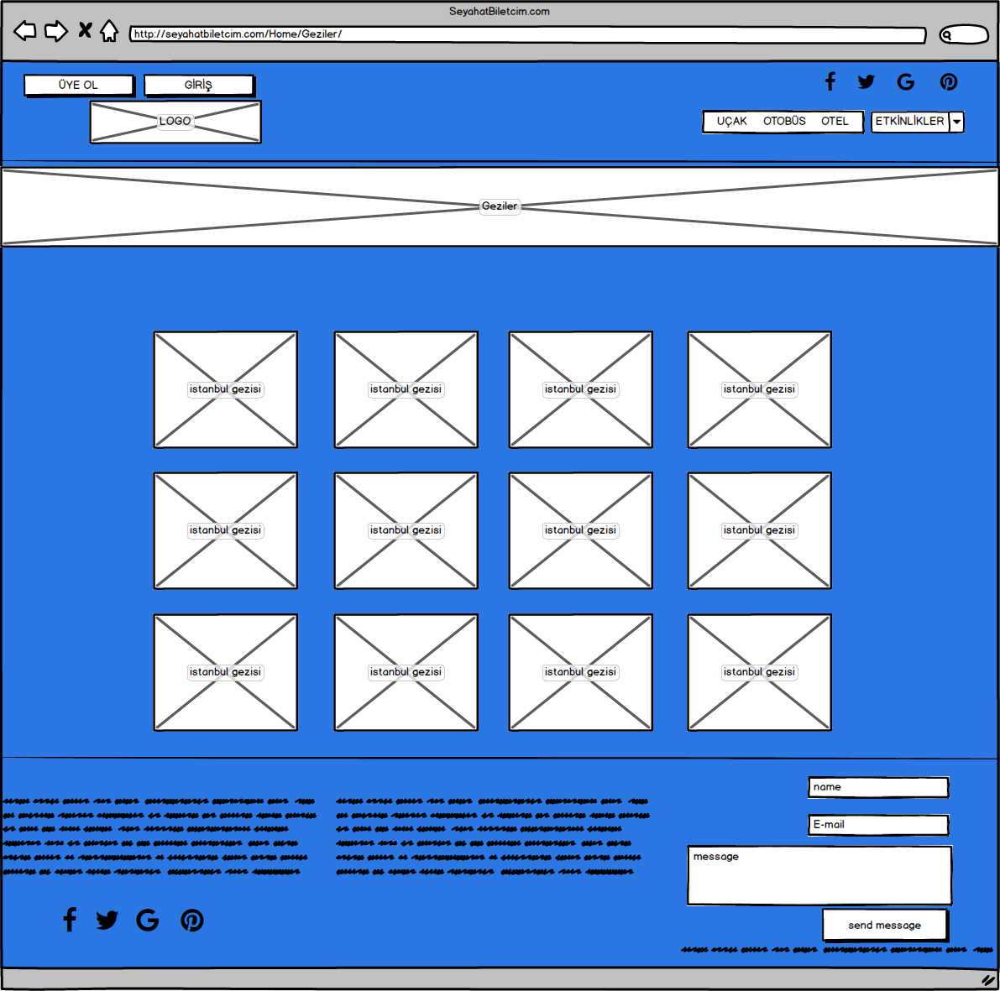 SeyahatBiletcim.com
http://seyahatbiletcim.com/Home/Geziler/
ÜYE OL GİRİŞ
LOGO
UÇAK OTOBÜS OTEL ETKİNLİKLER
Geziler
istanbul gezisi istanbul gezisi istanbul gezisi istanbul gezisi
istanbul gezisi istanbul gezisi istanbul gezisi istanbul gezisi
istanbul gezisi istanbul gezisi istanbul gezisi istanbul gezisi
name
E-mail
message
send message